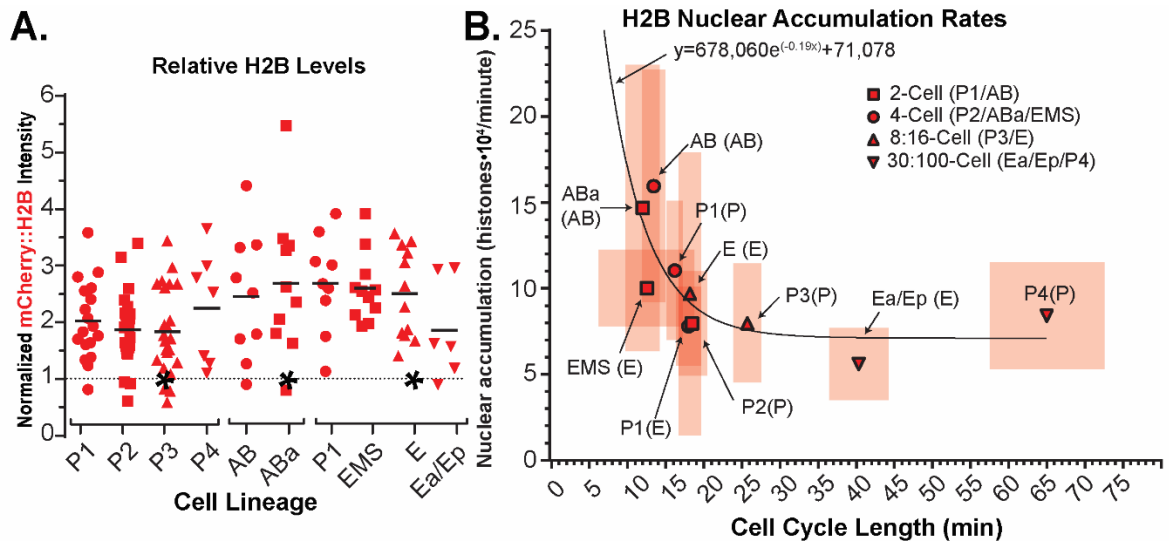 A.
Relative H2B Levels
Normalized mCherry::H2B Intensity
6
5
4
3
2
1
0
*
*
*
P1
P2
P3
P4
AB
ABa
P1
EMS
E
Ea/Ep
Cell Lineage
B.
H2B Nuclear Accumulation Rates
Nuclear accumulation (histones•10⁴/minute)
25
20
15
10
5
0
y=678,060e(-0.19x)+71,078
2-Cell (P1/AB)
4-Cell (P2/ABa/EMS)
8:16-Cell (P3/E)
30:100-Cell (Ea/Ep/P4)
AB (AB)
ABa
(AB)
P1(P)
E (E)
P3(P)
Ea/Ep (E)
P4(P)
EMS (E)
P2(P)
P1(E)
0
5
10
15
20
25
30
35
40
45
50
55
60
65
70
75
Cell Cycle Length (min)